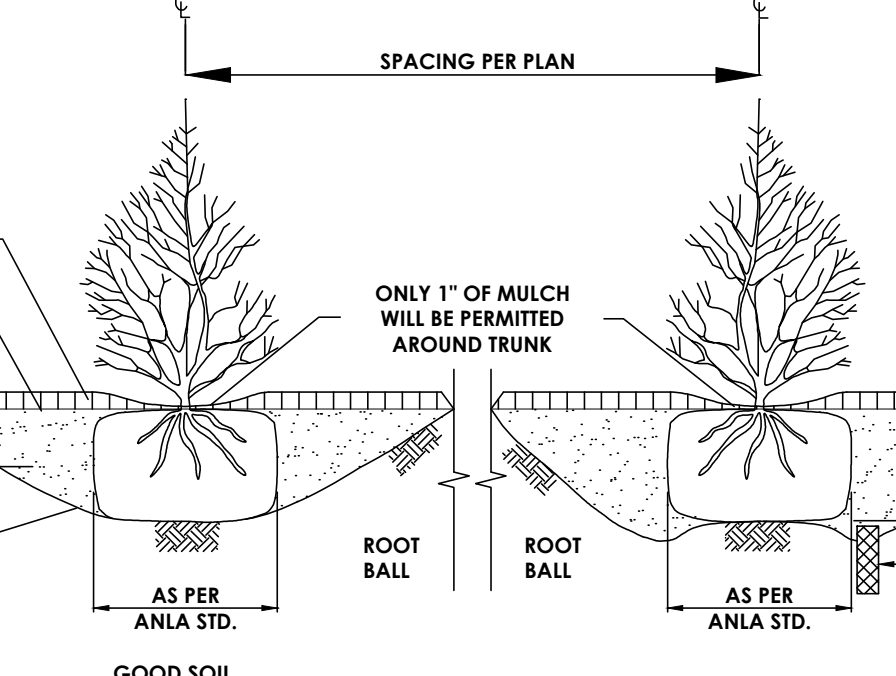 ℄ ℄
SPACING PER PLAN
ONLY 1" OF MULCH
WILL BE PERMITTED
AROUND TRUNK
ROOT
BALL
ROOT
BALL
AS PER
ANLA STD.
AS PER
ANLA STD.
GOOD SOIL